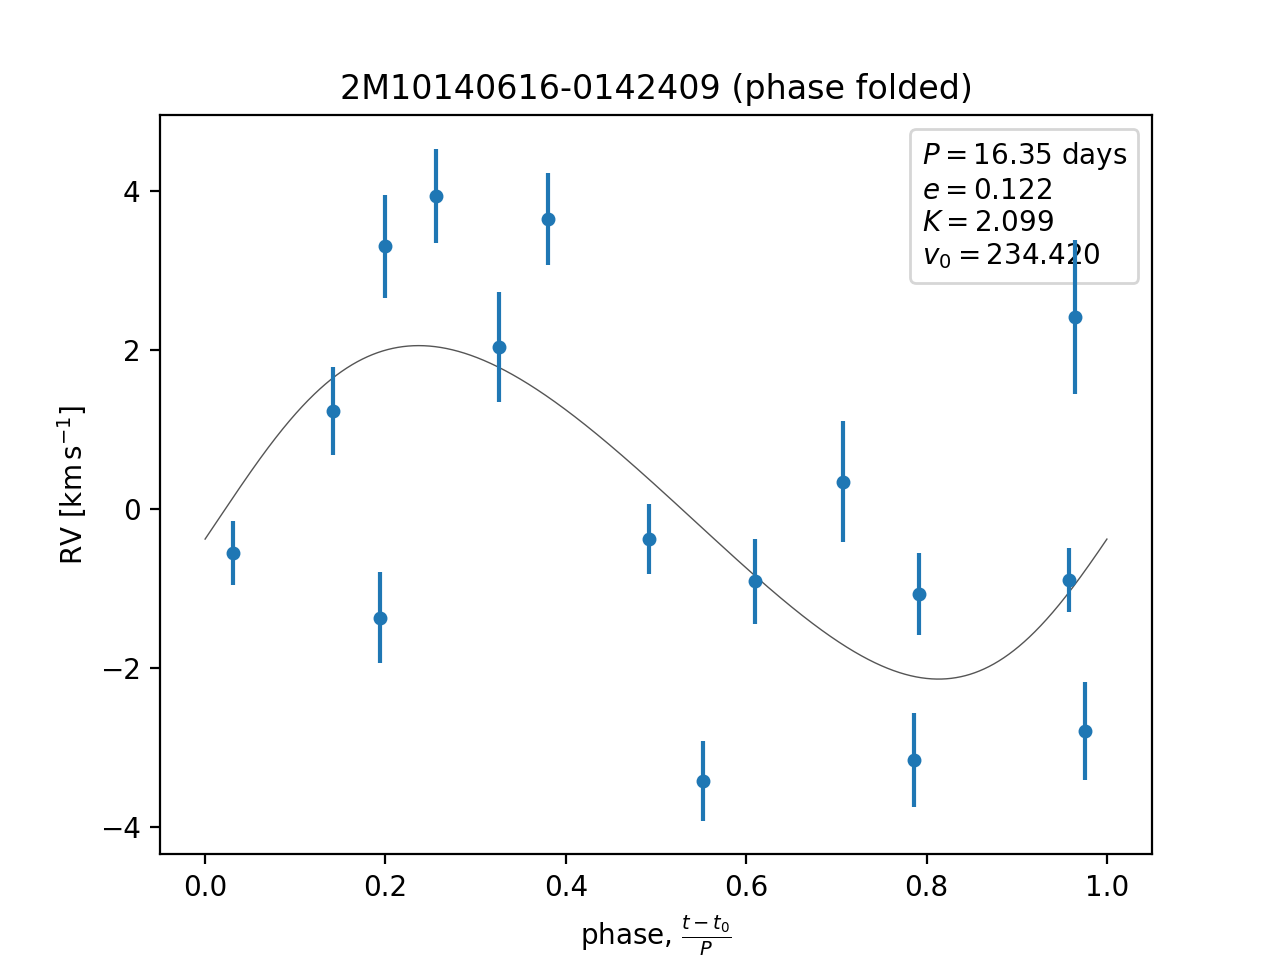 2M10140616-0142409 (phase folded)
P = 16.35 days
e = 0.122
K = 2.099
v₀ = 234.420
RV [km s⁻¹]
4
2
0
−2
−4
0.0 0.2 0.4 0.6 0.8 1.0
phase, (t − t₀)/P